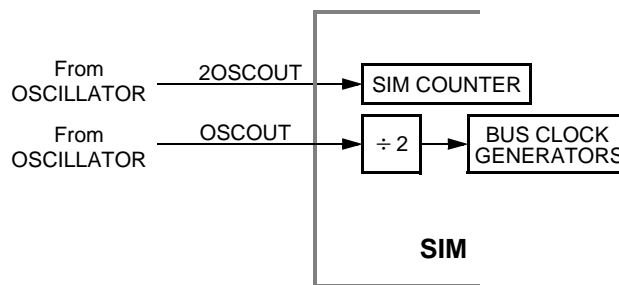 From
OSCILLATOR
2OSCOUT
SIM COUNTER
From
OSCILLATOR
OSCOUT
÷ 2
BUS CLOCK
GENERATORS
SIM